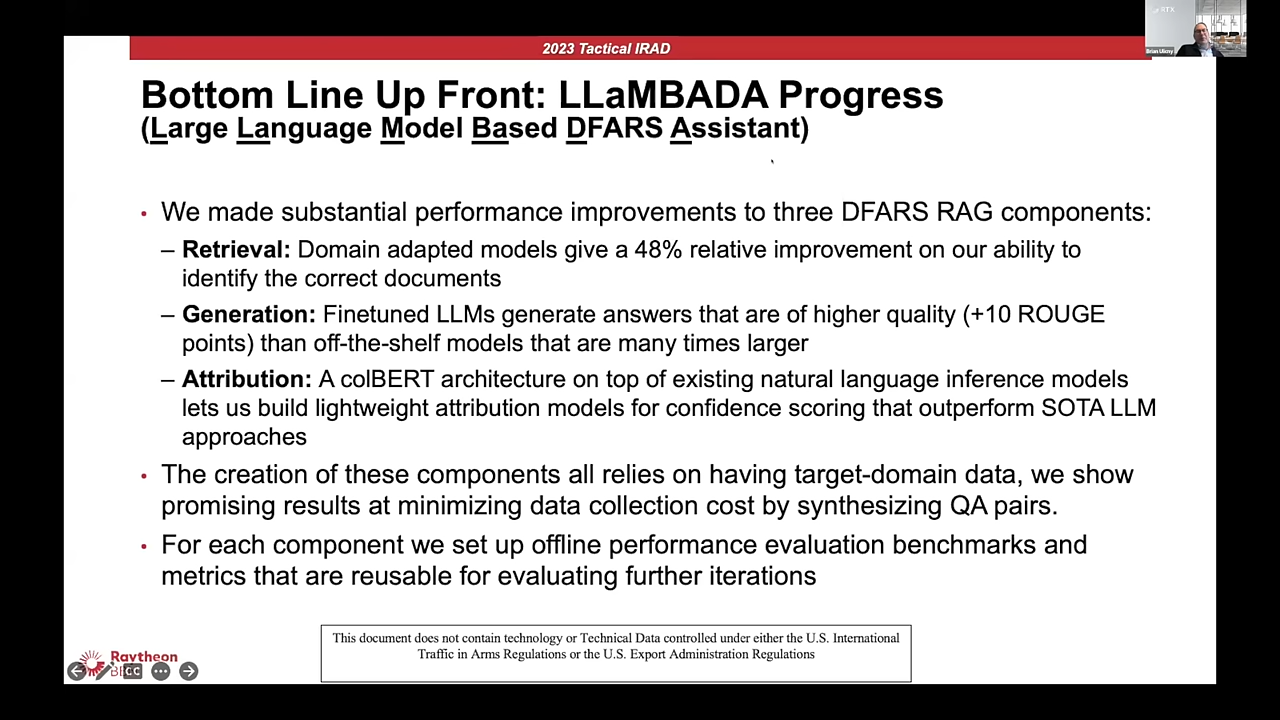 2023 Tactical IRAD
RTX
Brian Ulicny
Bottom Line Up Front: LLaMBADA Progress
(Large Language Model Based DFARS Assistant)
• We made substantial performance improvements to three DFARS RAG components:
– Retrieval: Domain adapted models give a 48% relative improvement on our ability to
identify the correct documents
– Generation: Finetuned LLMs generate answers that are of higher quality (+10 ROUGE
points) than off-the-shelf models that are many times larger
– Attribution: A colBERT architecture on top of existing natural language inference models
lets us build lightweight attribution models for confidence scoring that outperform SOTA LLM
approaches
• The creation of these components all relies on having target-domain data, we show
promising results at minimizing data collection cost by synthesizing QA pairs.
• For each component we set up offline performance evaluation benchmarks and
metrics that are reusable for evaluating further iterations
This document does not contain technology or Technical Data controlled under either the U.S. International
Traffic in Arms Regulations or the U.S. Export Administration Regulations
Raytheon
CC